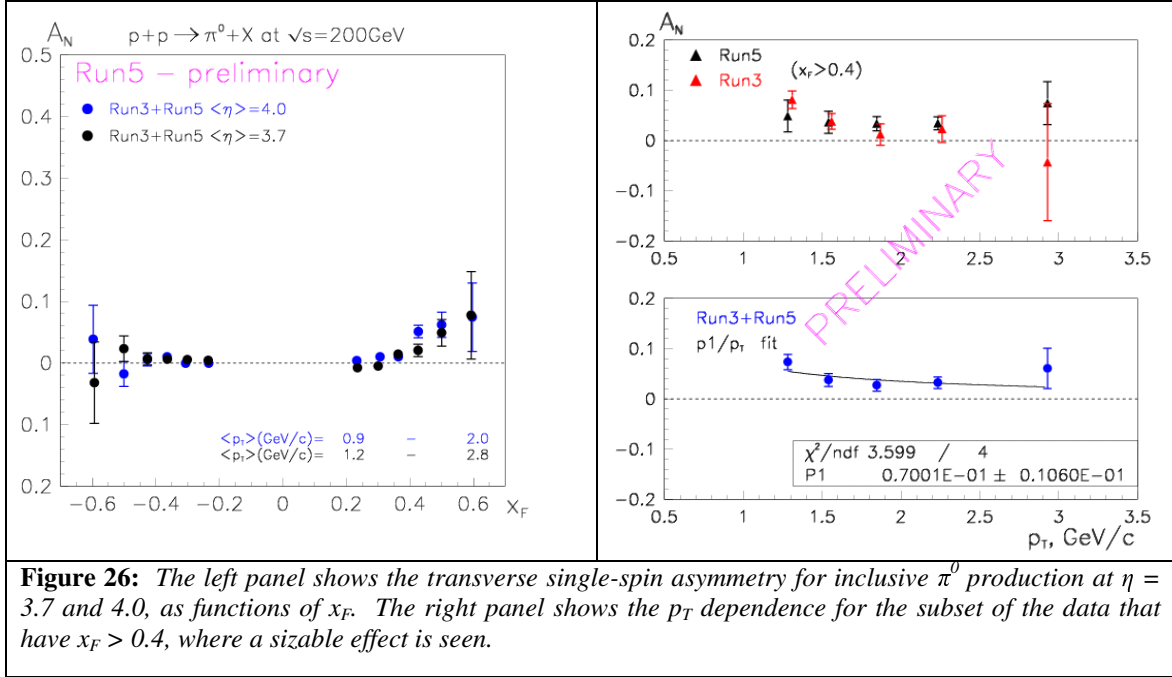 A_N
p+p → π⁰+X at √s=200GeV
0.5
Run5 – preliminary
Run3+Run5 <η>=4.0
Run3+Run5 <η>=3.7
0.4
0.3
0.2
0.1
0
0.1
0.2
<p_T>(GeV/c)= 0.9 – 2.0
<p_T>(GeV/c)= 1.2 – 2.8
−0.6 −0.4 −0.2 0 0.2 0.4 0.6 x_F
A_N
0.2
Run5
Run3
(x_F>0.4)
0.1
0
−0.1
−0.2
0.5 1 1.5 2 2.5 3 3.5
PRELIMINARY
0.2
Run3+Run5
p1/p_T fit
0.1
0
−0.1
−0.2
χ²/ndf 3.599 / 4
P1 0.7001E−01 ± 0.1060E−01
0.5 1 1.5 2 2.5 3 3.5
p_T, GeV/c
Figure 26: The left panel shows the transverse single-spin asymmetry for inclusive π⁰ production at η =
3.7 and 4.0, as functions of x_F. The right panel shows the p_T dependence for the subset of the data that
have x_F > 0.4, where a sizable effect is seen.